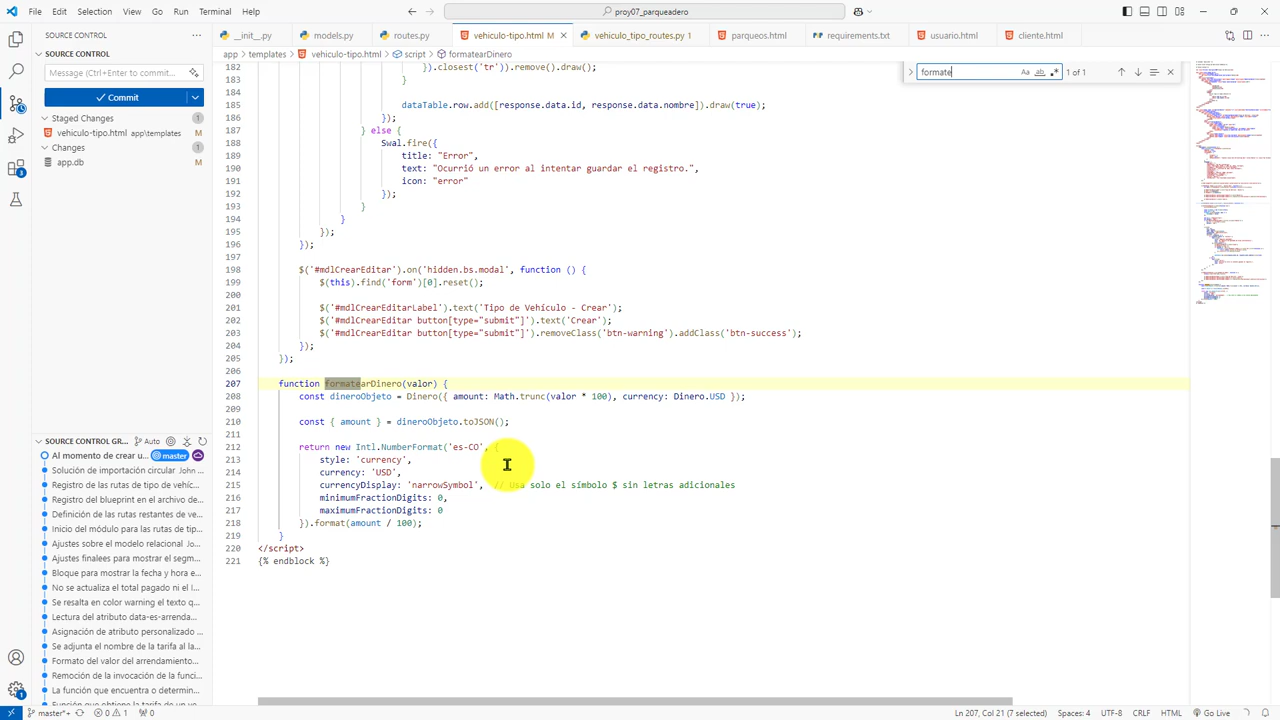 File Edit Selection View Go Run Terminal Help
proy07_parqueadero
SOURCE CONTROL
__init__.py models.py routes.py vehiculo-tipo.html M vehiculo_tipo_routes.py 1 parqueos.html requirements.txt usuario.html cliente.html
app > templates > vehiculo-tipo.html > script > formatearDinero
SOURCE CONTROL
Message (Ctrl+Enter to commit...
Commit
Staged Changes 1
vehiculo-tipo.html app\templates M
Changes 1
app.db M
1 of 1
182 }).closest('tr')).remove().draw();
183
184
185 dataTable.row.add([response.data.id, response.data.nombre]).draw(true);
186 });
187 } else {
188 Swal.fire({
189 title: "Error",
190 text: "Ocurrió un error al intentar guardar el registro.",
191 icon: "error"
192 });
193
194
195
196 });
197
198 $('#mdlCrearEditar').on('hidden.bs.modal', function () {
199 $(this).find('form')[0].reset();
200
201 $('#mdlCrearEditarLabel').text('Tipo de Vehículo - Crear');
202 $('#mdlCrearEditar button[type="submit"]').text('Crear');
203 $('#mdlCrearEditar button[type="submit"]').removeClass('btn-warning').addClass('btn-success');
204 });
205 });
206
207 function formatearDinero(valor) {
208 const dineroObjeto = Dinero({ amount: Math.trunc(valor * 100), currency: Dinero.USD });
209
210 const { amount } = dineroObjeto.toJSON();
211
212 return new Intl.NumberFormat('es-CO', {
213 style: 'currency',
214 currency: 'USD',
215 currencyDisplay: 'narrowSymbol', // Usa solo el símbolo $ sin letras adicionales
216 minimumFractionDigits: 0,
217 maximumFractionDigits: 0
218 }).format(amount / 100);
219 }
220 </script>
221 {% endblock %}
SOURCE CONTROL GR... Auto
Al momento de crear u... master
Solución de importación circular John
Registro de las rutas de tipo de vehíc...
Registro del blueprint en el archivo de
Definición de las rutas restantes de ve...
Inicio del módulo para las rutas de tip...
Ajustes sobre el modelo relacional Jo...
Ajustes finalees para mostrar el segm...
Bloque para mostrar la fecha y hora e...
No se actualiza el total pagado ni el I...
Se resalta en color warning el texto q...
Lectura del atributo data-es-arrenda...
Asignación de atributo personalizado ...
Se adjunta el nombre de la tarifa al la...
Formato del valor del arrendamiento...
Remoción de la invocación de la funci...
La función que encuentra o determin...
master*+ 0 1 0
Ln 207, Col 21 (7 selected) Spaces: 4 UTF-8 CRLF HTML Go Live